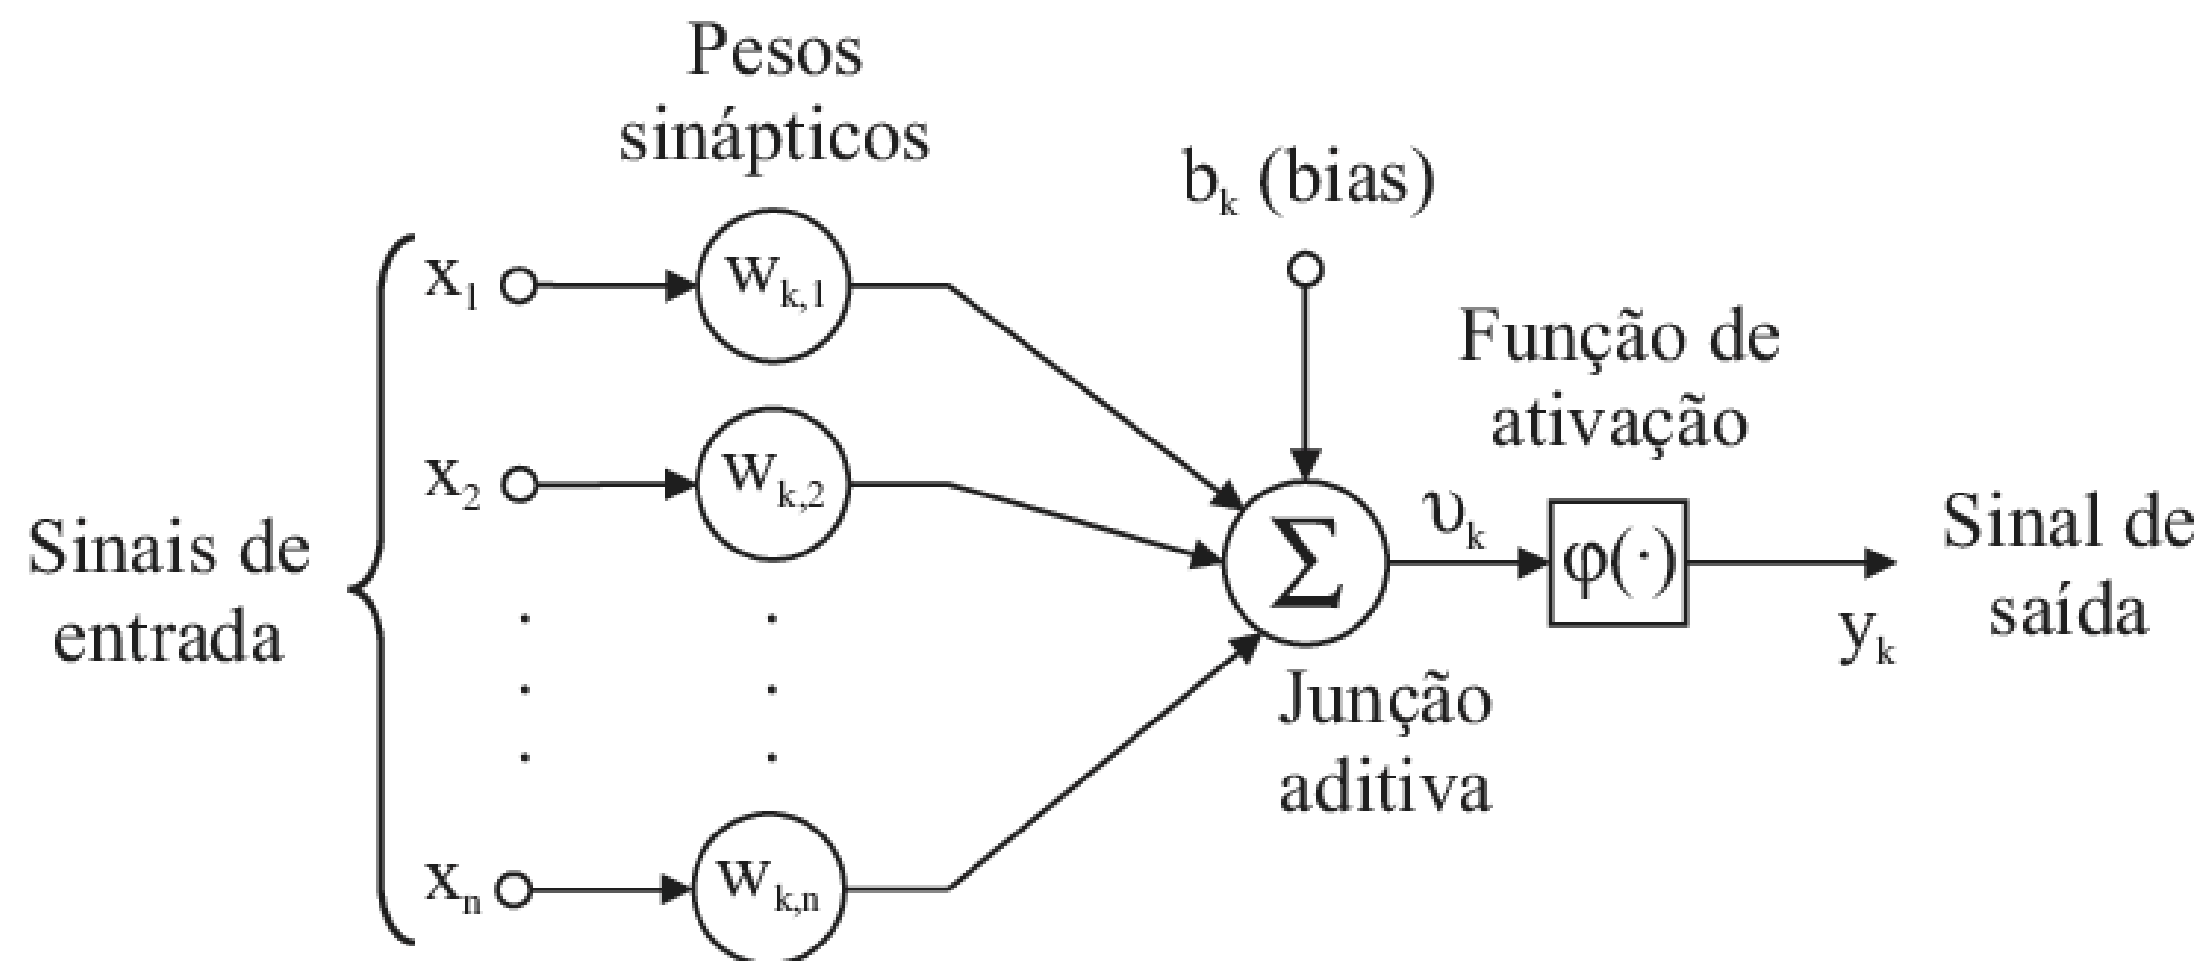 Pesos
sinápticos
b_k (bias)
x_1
w_k,1
Função de
ativação
x_2
w_k,2
Sinais de
entrada
Σ
υ_k
φ(·)
Sinal de
saída
y_k
Junção
aditiva
x_n
w_k,n